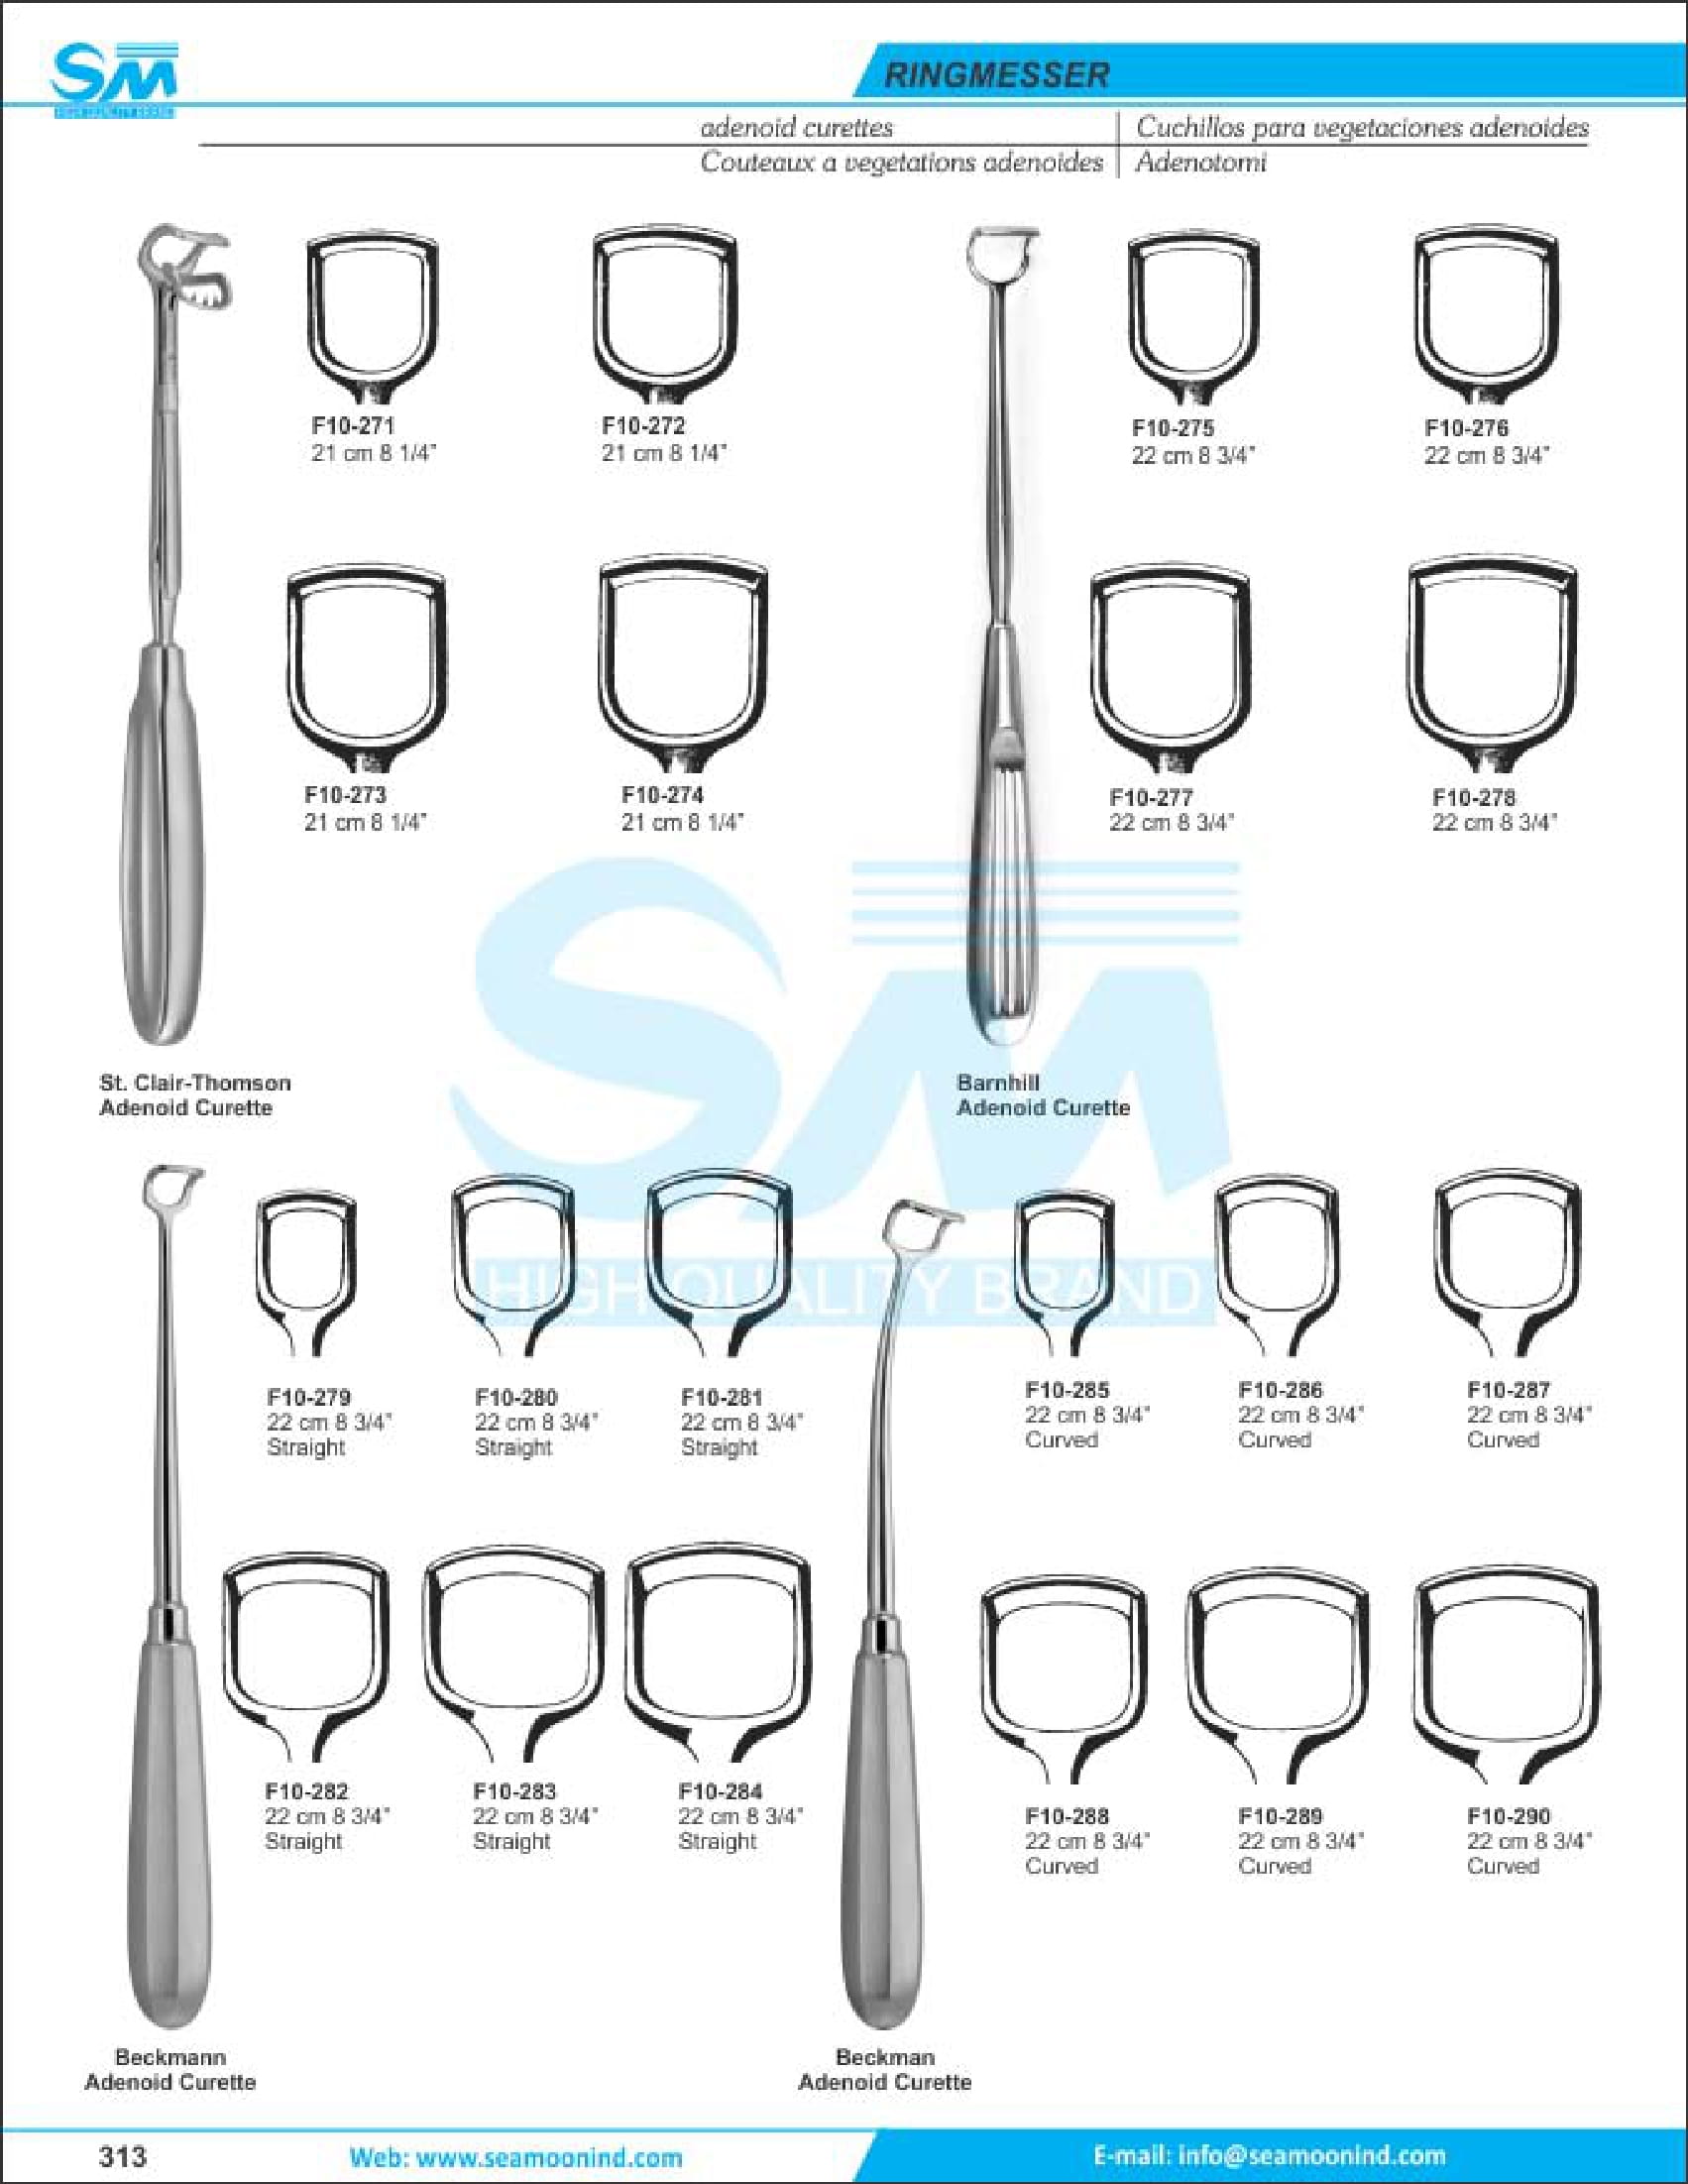 SM
HIGH QUALITY BRAND
RINGMESSER
adenoid curettes
Cuchillos para vegetaciones adenoides
Couteaux a vegetations adenoides
Adenotomi
F10-271
21 cm 8 1/4"
F10-272
21 cm 8 1/4"
F10-275
22 cm 8 3/4"
F10-276
22 cm 8 3/4"
F10-273
21 cm 8 1/4"
F10-274
21 cm 8 1/4"
F10-277
22 cm 8 3/4"
F10-278
22 cm 8 3/4"
St. Clair-Thomson
Adenoid Curette
Barnhill
Adenoid Curette
SM
HIGH QUALITY BRAND
F10-279
22 cm 8 3/4"
Straight
F10-280
22 cm 8 3/4"
Straight
F10-281
22 cm 8 3/4"
Straight
F10-285
22 cm 8 3/4"
Curved
F10-286
22 cm 8 3/4"
Curved
F10-287
22 cm 8 3/4"
Curved
F10-282
22 cm 8 3/4"
Straight
F10-283
22 cm 8 3/4"
Straight
F10-284
22 cm 8 3/4"
Straight
F10-288
22 cm 8 3/4"
Curved
F10-289
22 cm 8 3/4"
Curved
F10-290
22 cm 8 3/4"
Curved
Beckmann
Adenoid Curette
Beckman
Adenoid Curette
313
Web: www.seamoonind.com
E-mail: info@seamoonind.com